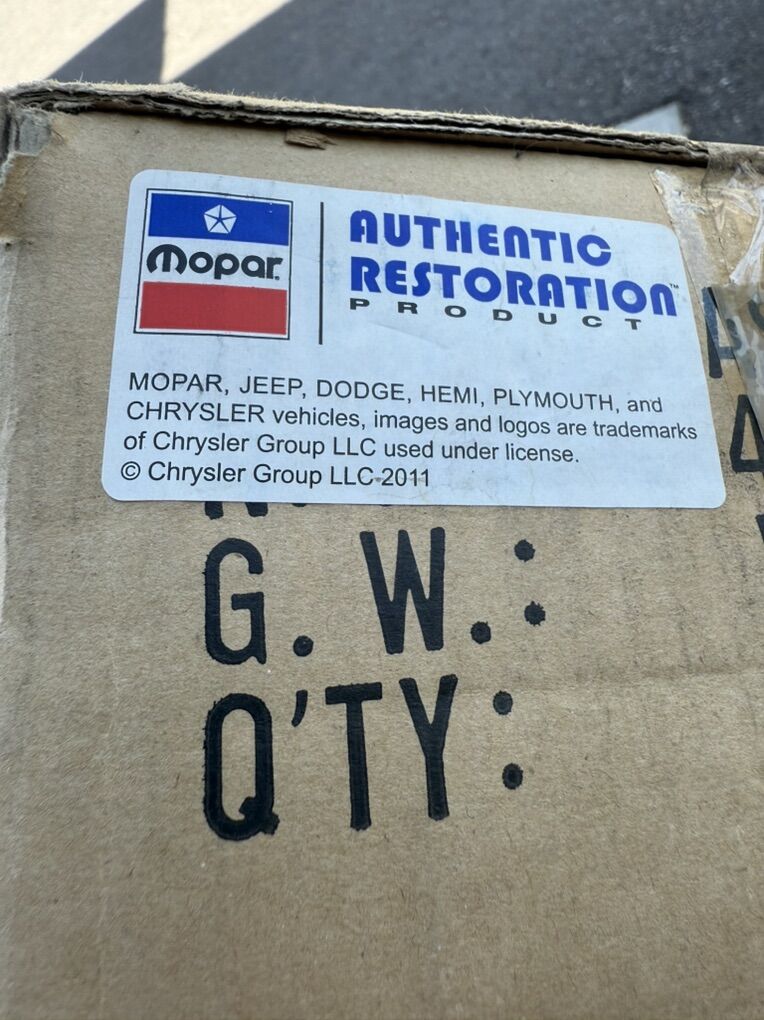 mopar.
AUTHENTIC
RESTORATION™
PRODUCT
MOPAR, JEEP, DODGE, HEMI, PLYMOUTH, and
CHRYSLER vehicles, images and logos are trademarks
of Chrysler Group LLC used under license.
© Chrysler Group LLC-2011
G. W.:
Q'TY: